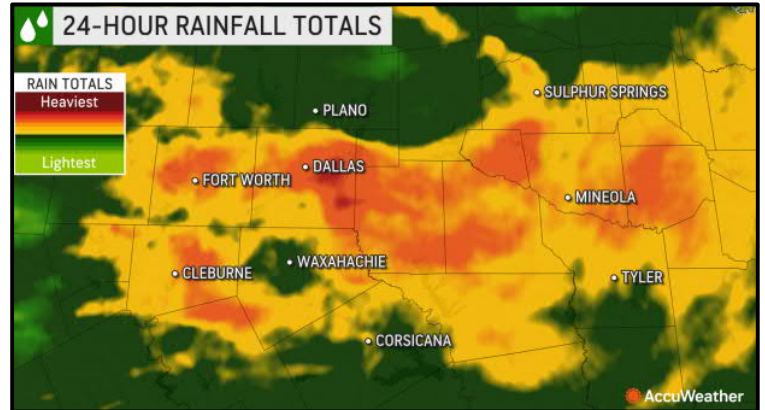 24-HOUR RAINFALL TOTALS
RAIN TOTALS
Heaviest
Lightest
PLANO
SULPHUR SPRINGS
DALLAS
FORT WORTH
MINEOLA
WAXAHACHIE
CLEBURNE
TYLER
CORSICANA
AccuWeather